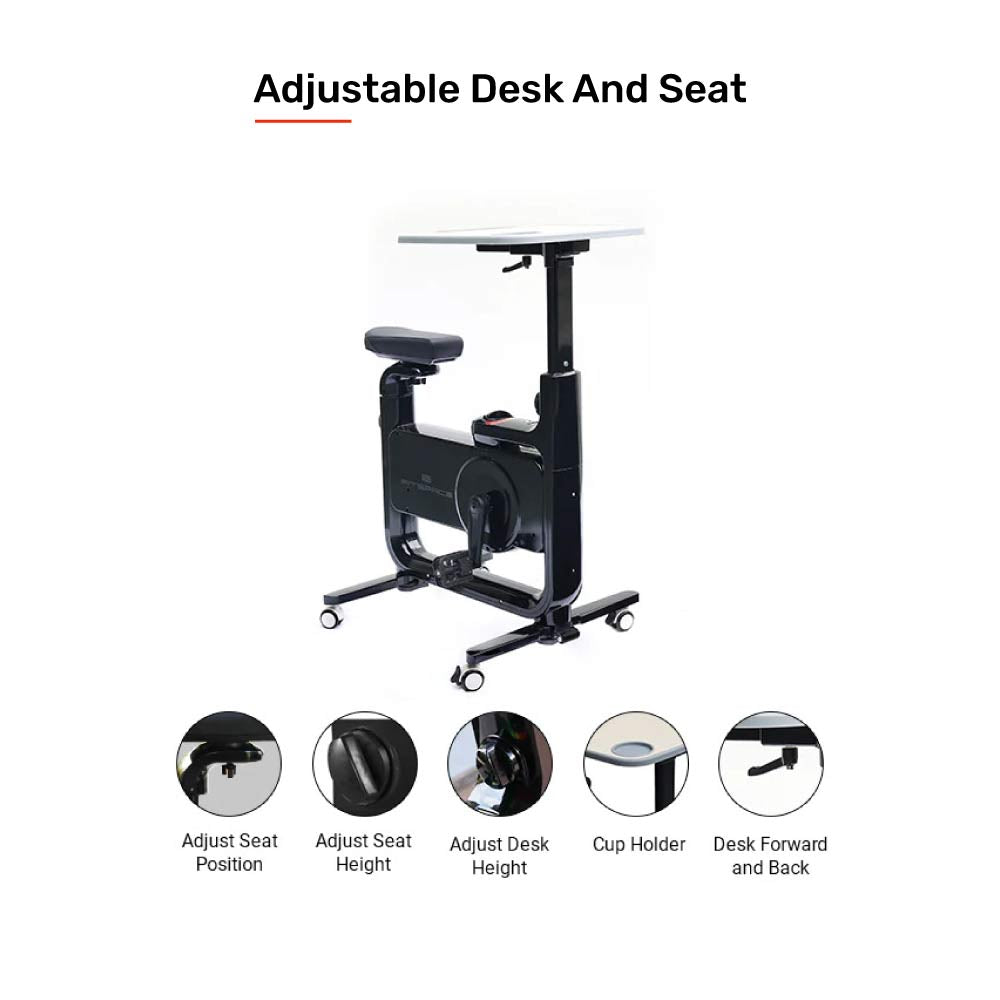 Adjustable Desk And Seat
FITSPACE
Adjust Seat
Position
Adjust Seat
Height
Adjust Desk
Height
Cup Holder
Desk Forward
and Back